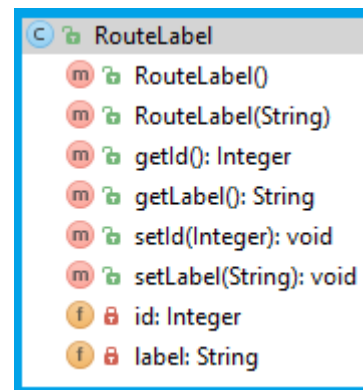 RouteLabel
RouteLabel()
RouteLabel(String)
getId(): Integer
getLabel(): String
setId(Integer): void
setLabel(String): void
id: Integer
label: String